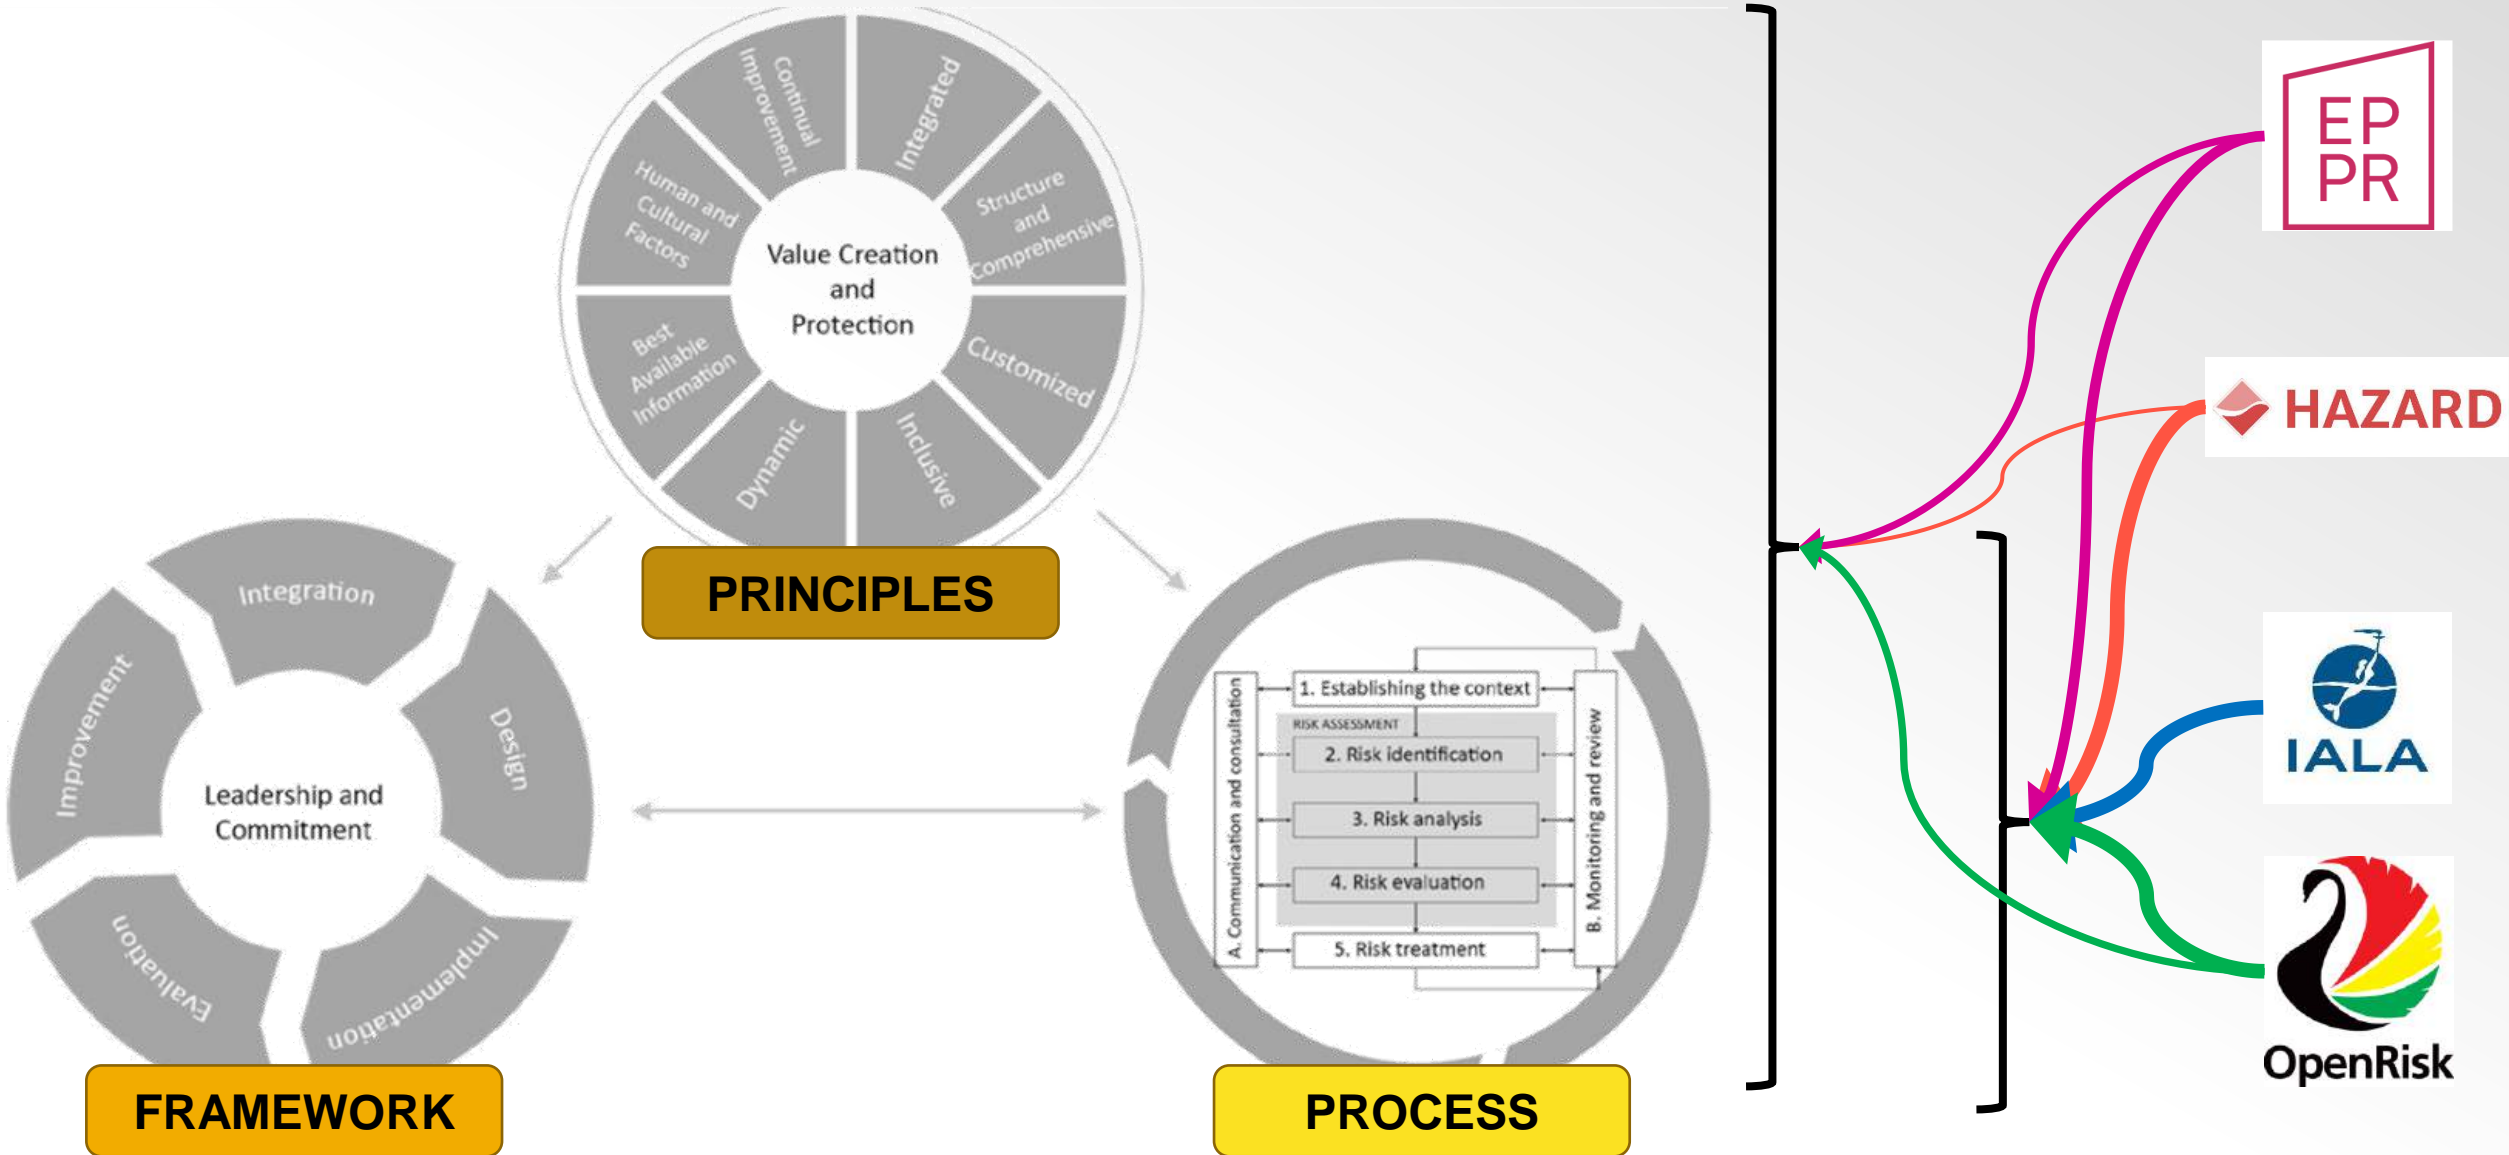 Continual
Improvement
Integrated
Structure
and
Comprehensive
Customized
Inclusive
Dynamic
Best
Available
Information
Human and
Cultural
Factors
Value Creation
and
Protection
PRINCIPLES
Integration
Design
Implementation
Evaluation
Improvement
Leadership and
Commitment
FRAMEWORK
A. Communication and consultation
1. Establishing the context
RISK ASSESSMENT
2. Risk identification
3. Risk analysis
4. Risk evaluation
5. Risk treatment
B. Monitoring and review
PROCESS
EP
PR
HAZARD
IALA
OpenRisk